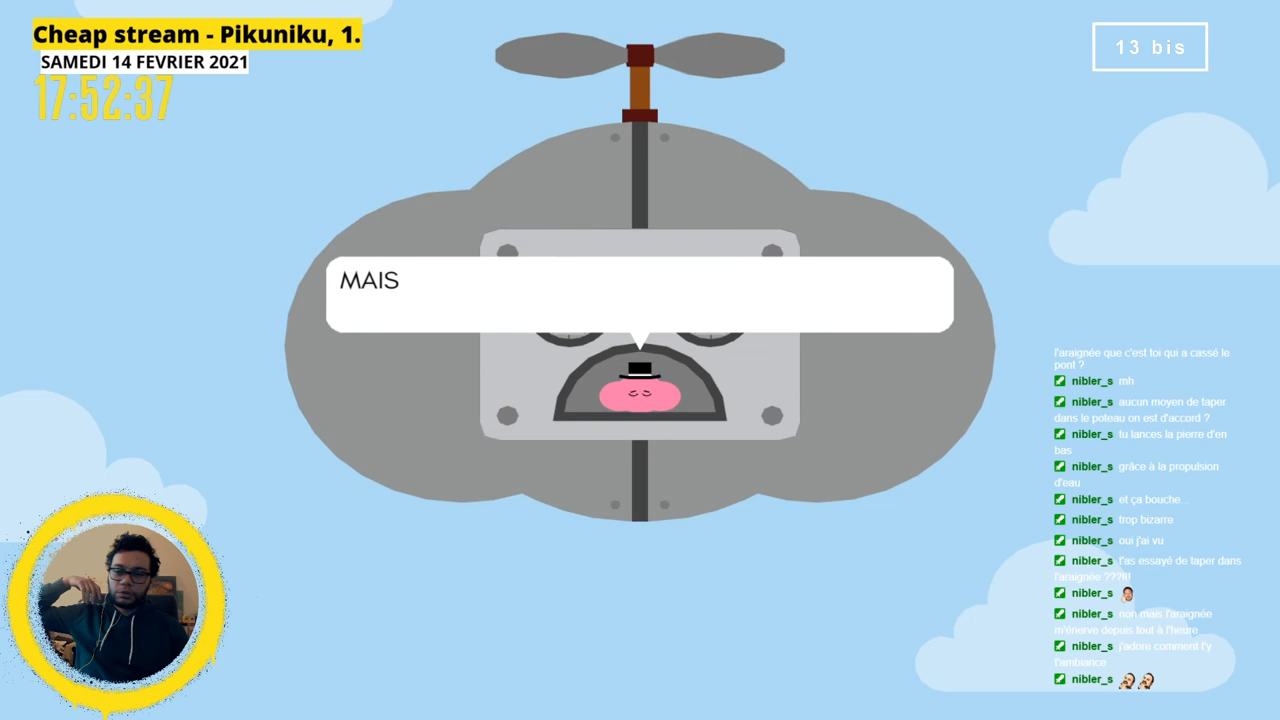 Cheap stream - Pikuniku, 1.
SAMEDI 14 FEVRIER 2021
17:52:37
13 bis
MAIS
l'araignée que c'est toi qui a cassé le
pont ?
nibler_s mh
nibler_s aucun moyen de taper
dans le poteau on est d'accord ?
nibler_s tu lances la pierre d'en
bas
nibler_s grâce à la propulsion
d'eau
nibler_s et ça bouche...
nibler_s trop bizarre
nibler_s oui j'ai vu
nibler_s t'as essayé de taper dans
l'araignée ???!!!
nibler_s
nibler_s non mais l'araignée
m'énerve depuis tout à l'heure
nibler_s j'adore comment t'y
l'ambiance
nibler_s